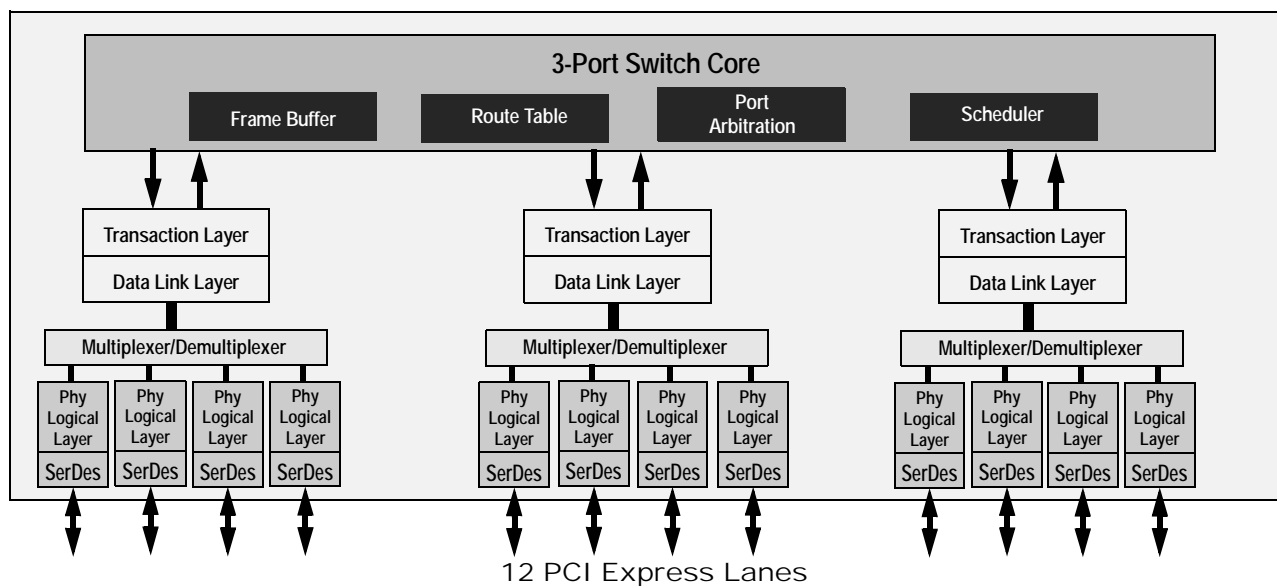 3-Port Switch Core
Frame Buffer
Route Table
Port
Arbitration
Scheduler
Transaction Layer
Data Link Layer
Multiplexer/Demultiplexer
Phy
Logical
Layer
SerDes
Phy
Logical
Layer
SerDes
Phy
Logical
Layer
SerDes
Phy
Logical
Layer
SerDes
Transaction Layer
Data Link Layer
Multiplexer/Demultiplexer
Phy
Logical
Layer
SerDes
Phy
Logical
Layer
SerDes
Phy
Logical
Layer
SerDes
Phy
Logical
Layer
SerDes
Transaction Layer
Data Link Layer
Multiplexer/Demultiplexer
Phy
Logical
Layer
SerDes
Phy
Logical
Layer
SerDes
Phy
Logical
Layer
SerDes
Phy
Logical
Layer
SerDes
12 PCI Express Lanes